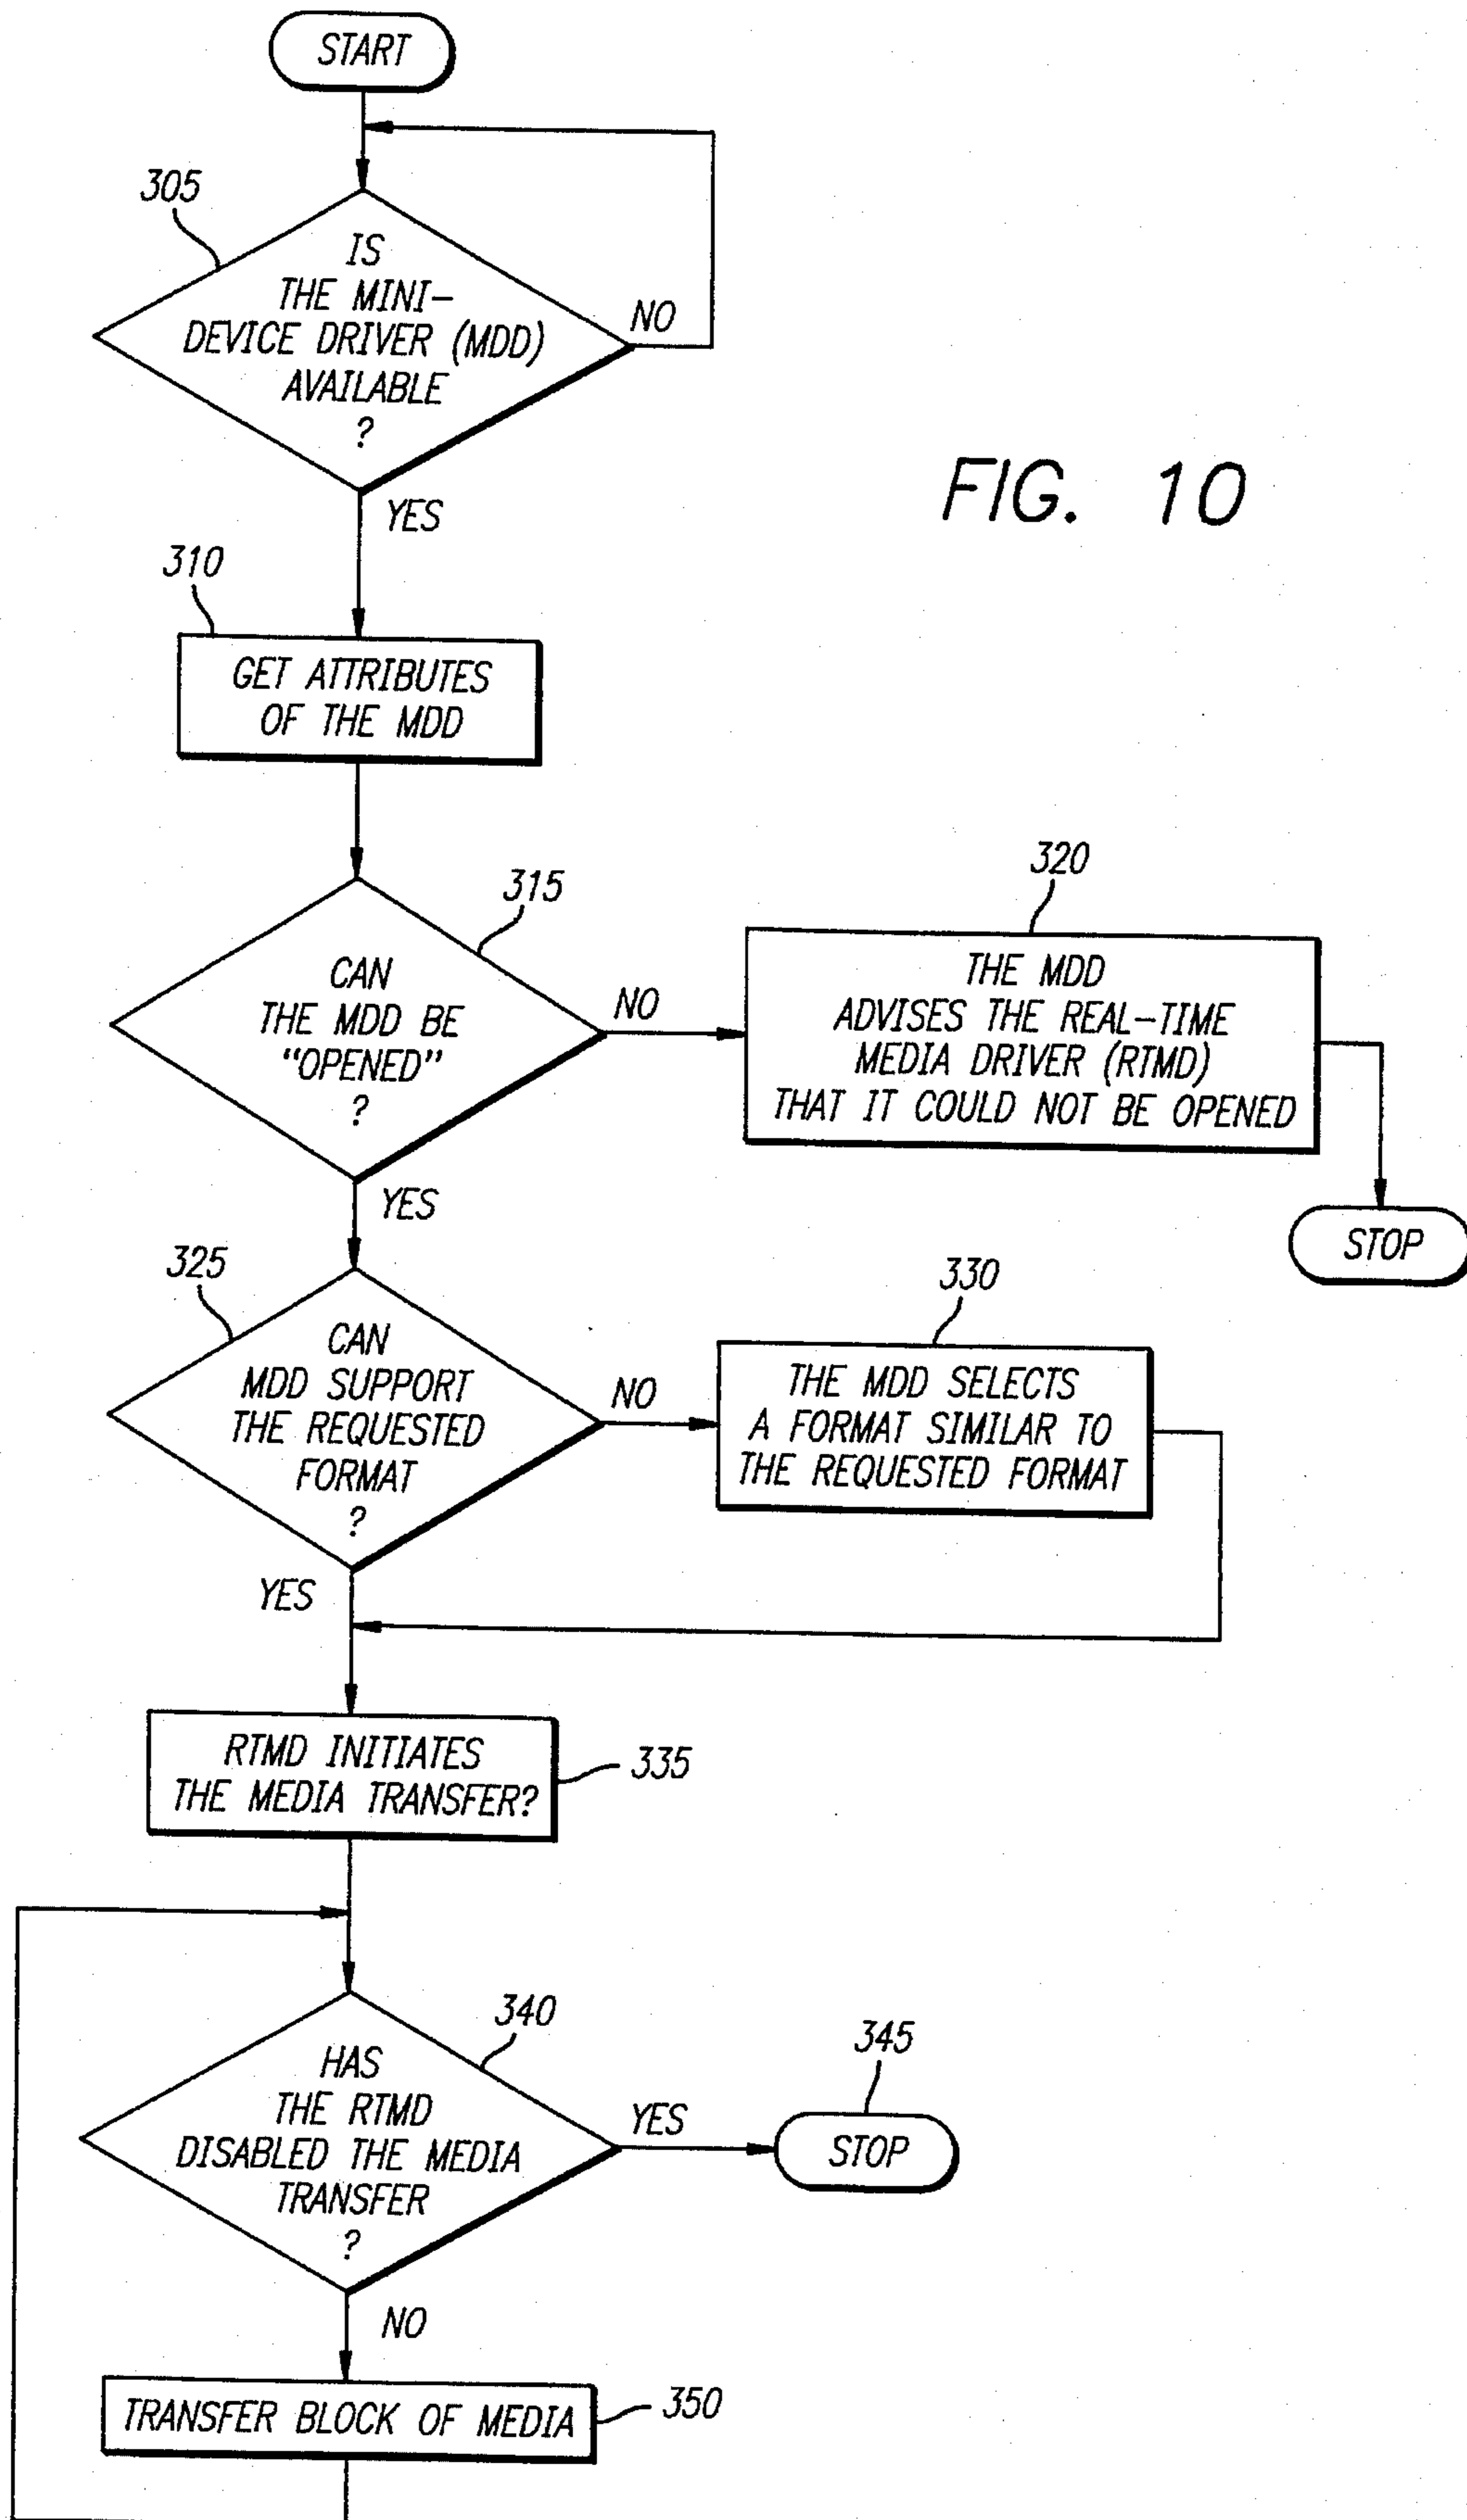 START
305
IS
THE MINI-
DEVICE DRIVER (MDD)
AVAILABLE
?
NO
YES
FIG. 10
310
GET ATTRIBUTES
OF THE MDD
315
CAN
THE MDD BE
“OPENED”
?
NO
YES
320
THE MDD
ADVISES THE REAL-TIME
MEDIA DRIVER (RTMD)
THAT IT COULD NOT BE OPENED
STOP
325
CAN
MDD SUPPORT
THE REQUESTED
FORMAT
?
NO
YES
330
THE MDD SELECTS
A FORMAT SIMILAR TO
THE REQUESTED FORMAT
RTMD INITIATES
THE MEDIA TRANSFER?
335
340
HAS
THE RTMD
DISABLED THE MEDIA
TRANSFER
?
YES
345
STOP
NO
TRANSFER BLOCK OF MEDIA
350